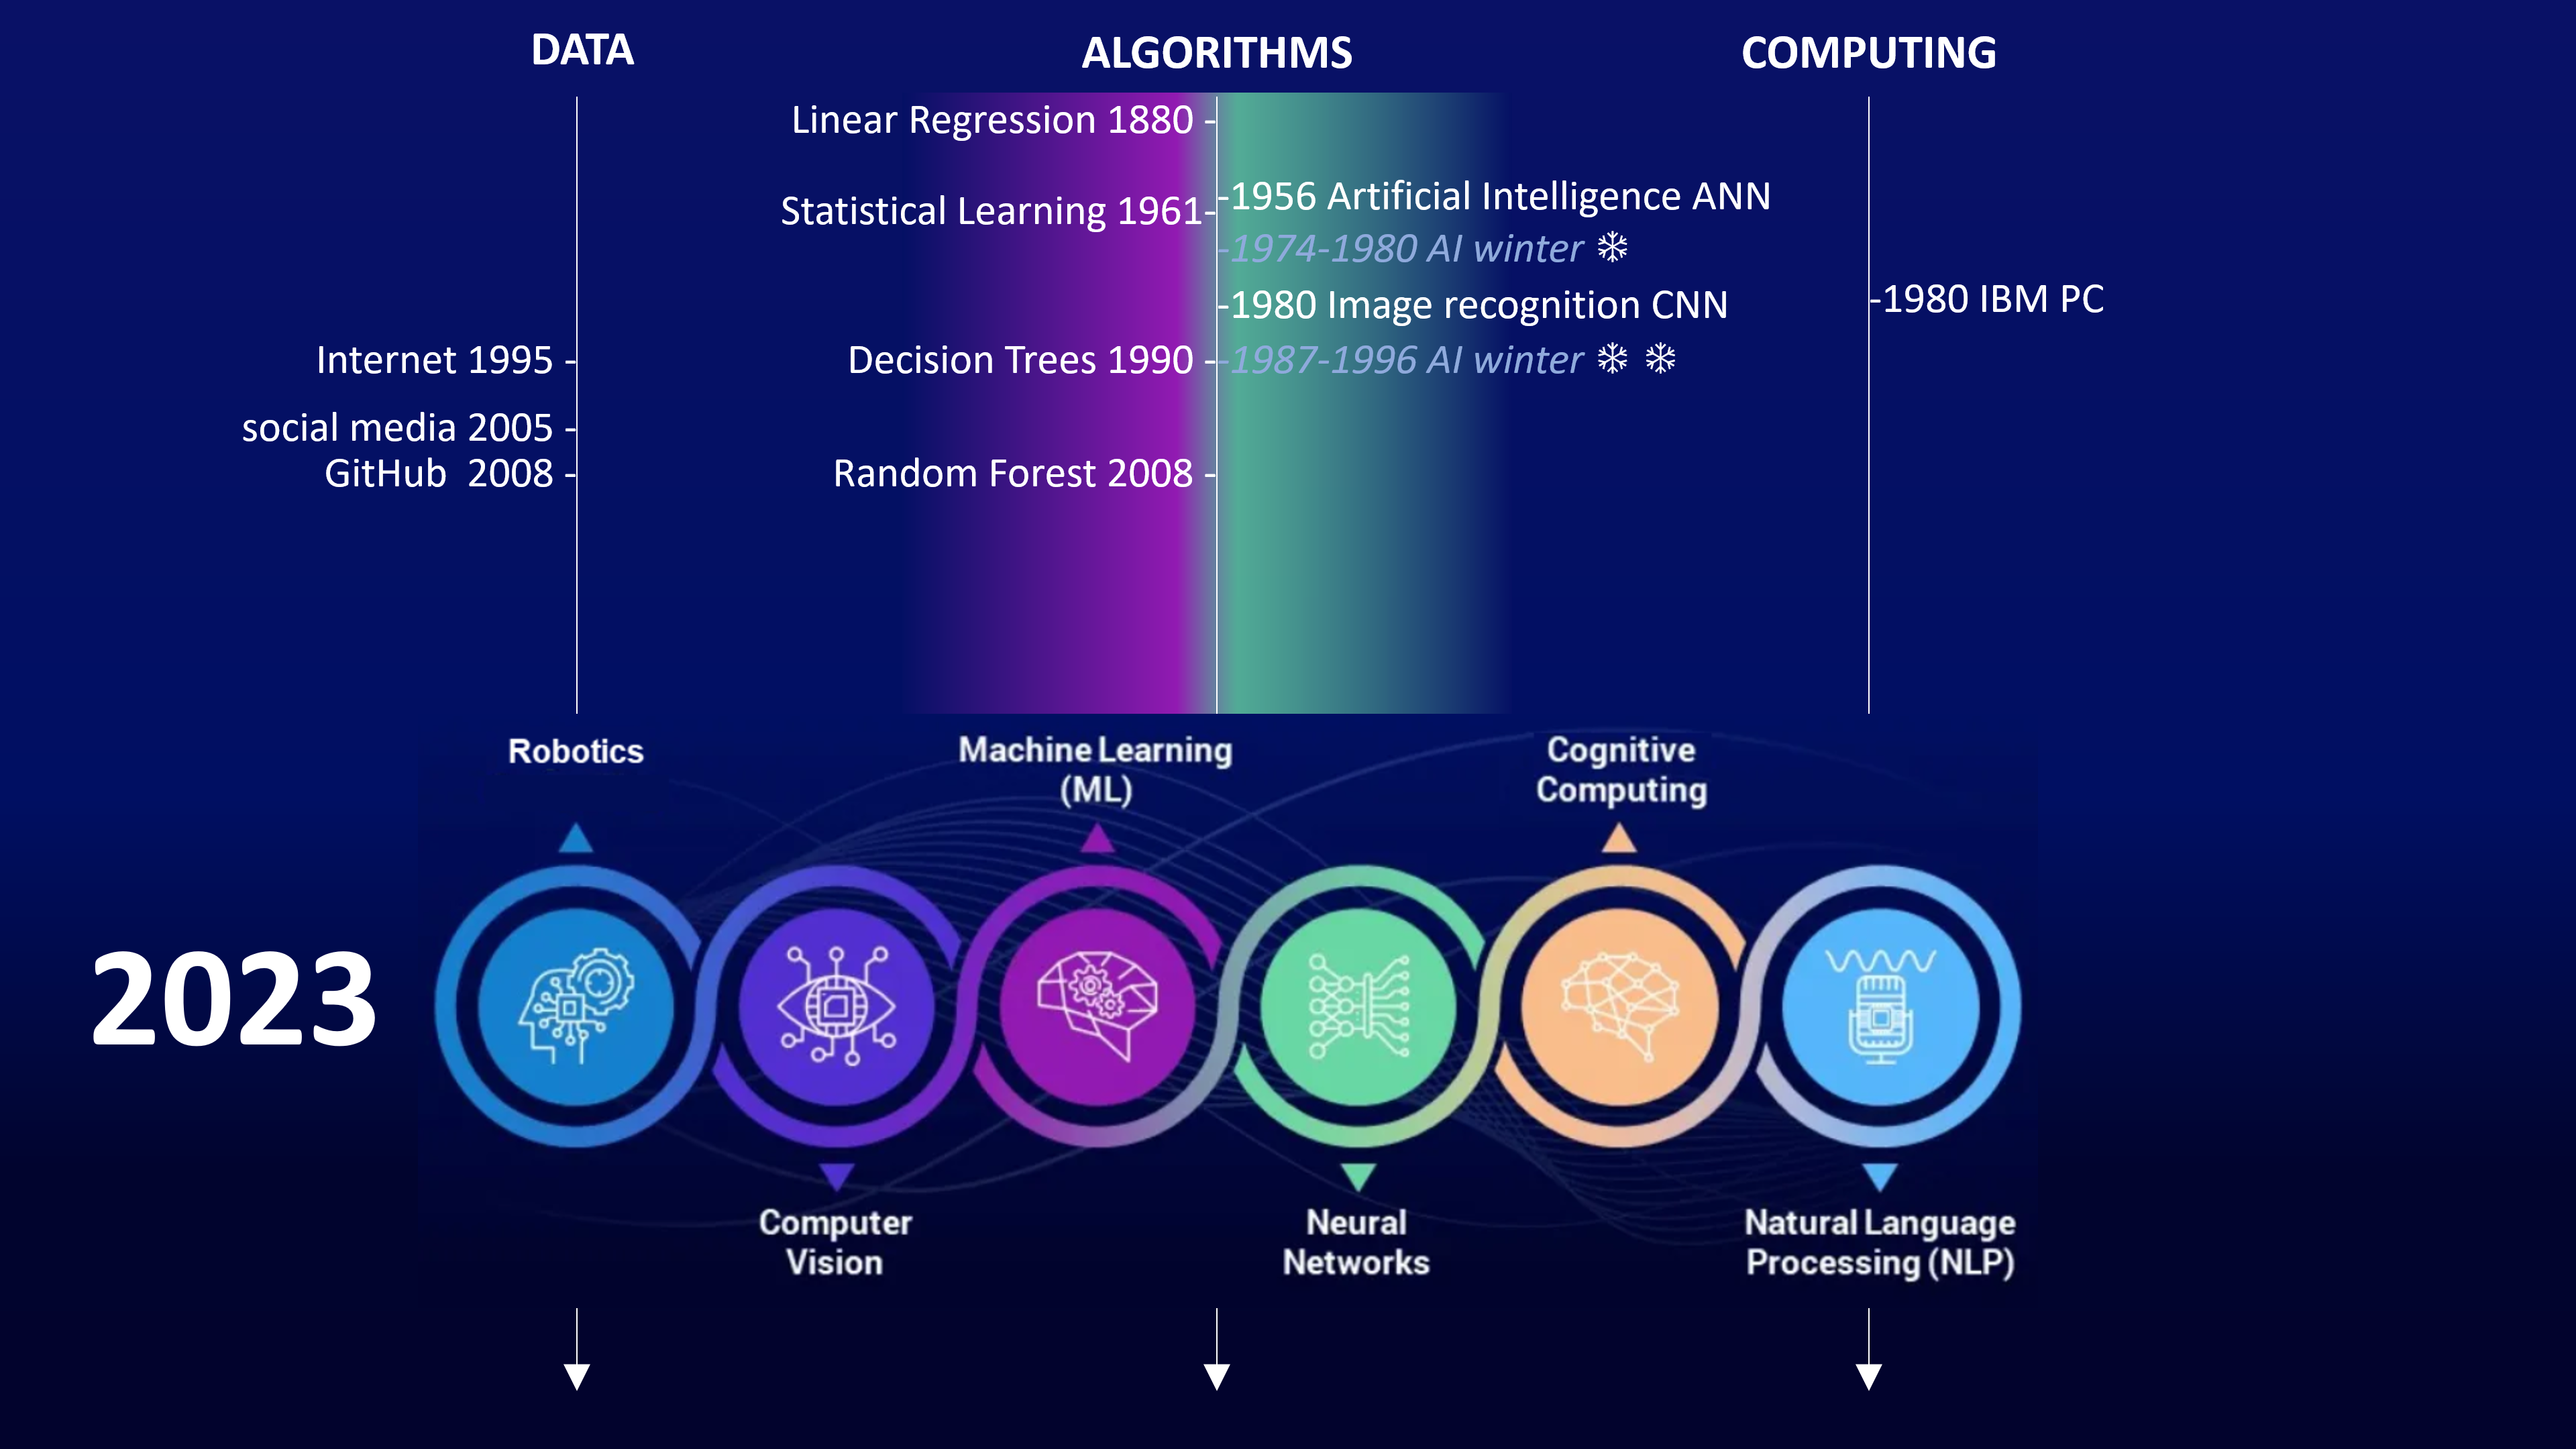 DATA
ALGORITHMS
COMPUTING
Linear Regression 1880 -
-1956 Artificial Intelligence ANN
Statistical Learning 1961-
-1974-1980 AI winter ❄
-1980 Image recognition CNN
-1980 IBM PC
Internet 1995 -
Decision Trees 1990 -
-1987-1996 AI winter ❄ ❄
social media 2005 -
GitHub  2008 -
Random Forest 2008 -
Robotics
Machine Learning
(ML)
Cognitive
Computing
2023
Computer
Vision
Neural
Networks
Natural Language
Processing (NLP)